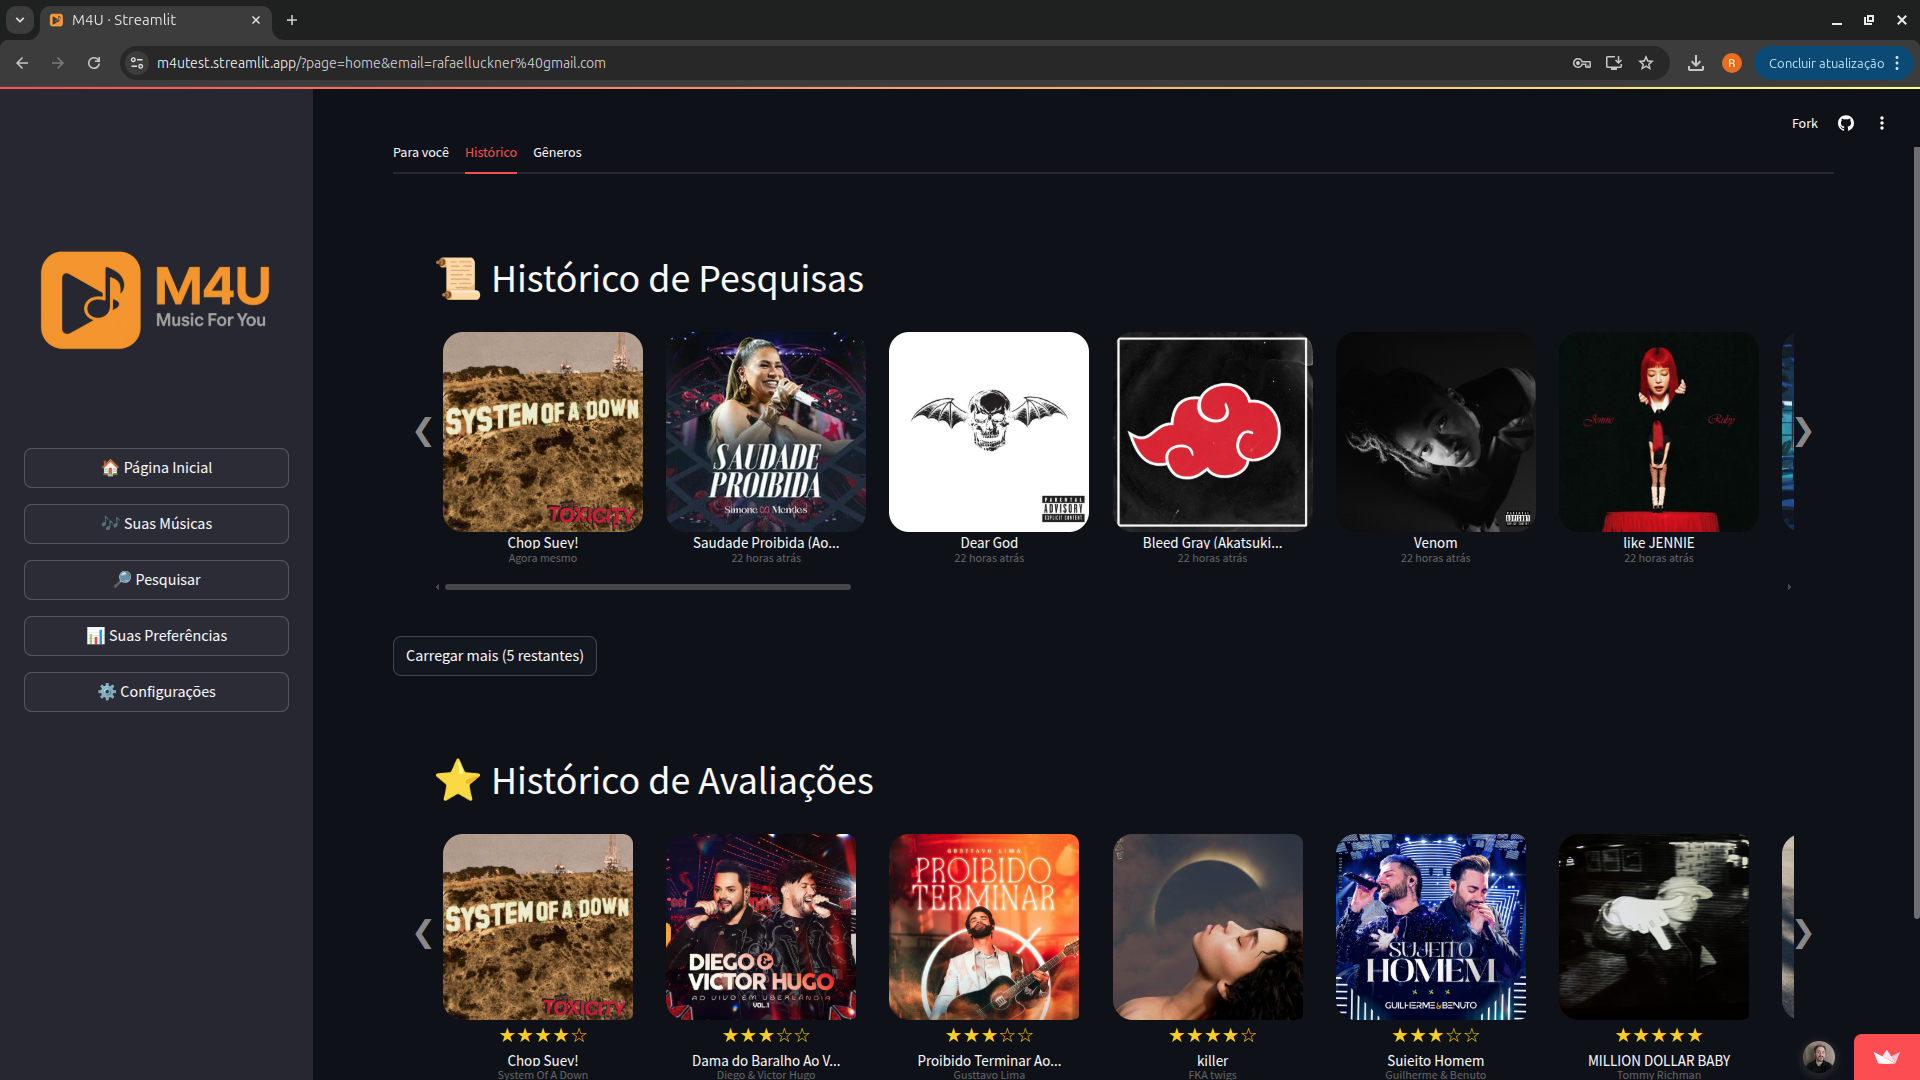 M4U · Streamlit
m4utest.streamlit.app/?page=home&email=rafaelluckner%40gmail.com
R
Concluir atualização
Fork
Para você
Histórico
Gêneros
M4U
Music For You
🏠 Página Inicial
🎶 Suas Músicas
🔎 Pesquisar
📊 Suas Preferências
⚙️ Configurações
📜 Histórico de Pesquisas
SYSTEM OF A DOWN
TOXICITY
SAUDADE
PROIBIDA
Simone Mendes
PARENTAL
ADVISORY
EXPLICIT CONTENT
Jennie
Ruby
Chop Suey!
Agora mesmo
Saudade Proibida (Ao...
22 horas atrás
Dear God
22 horas atrás
Bleed Gray (Akatsuki...
22 horas atrás
Venom
22 horas atrás
like JENNIE
22 horas atrás
Carregar mais (5 restantes)
⭐ Histórico de Avaliações
SYSTEM OF A DOWN
TOXICITY
DIEGO &
VICTOR HUGO
AO VIVO EM UBERLÂNDIA
VOL.1
GUSTTAVO LIMA
PROIBIDO
TERMINAR
SUJEITO
HOMEM
GUILHERME & BENUTO
★★★★☆
Chop Suey!
System Of A Down
★★★☆☆
Dama do Baralho Ao V...
Diego & Victor Hugo
★★★☆☆
Proibido Terminar Ao...
Gusttavo Lima
★★★★☆
killer
FKA twigs
★★★☆☆
Sujeito Homem
Guilherme & Benuto
★★★★★
MILLION DOLLAR BABY
Tommy Richman